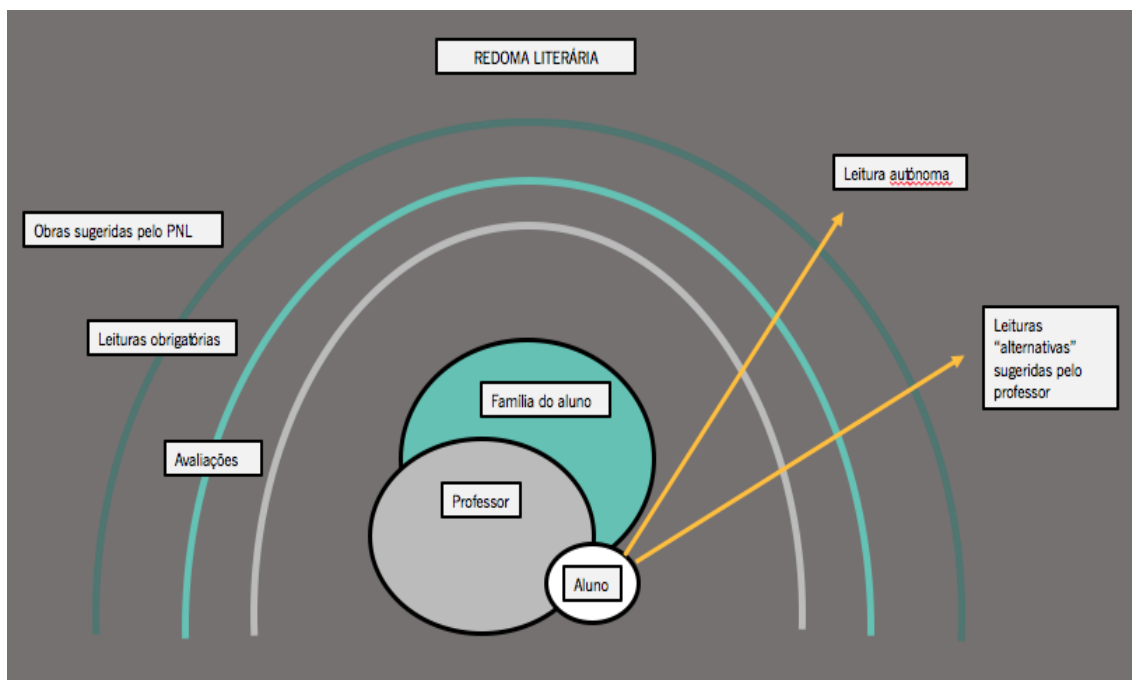 REDOMA LITERÁRIA
Leitura autônoma
Obras sugeridas pelo PNL
Leituras obrigatórias
Leituras
“alternativas”
sugeridas pelo
professor
Família do aluno
Avaliações
Professor
Aluno